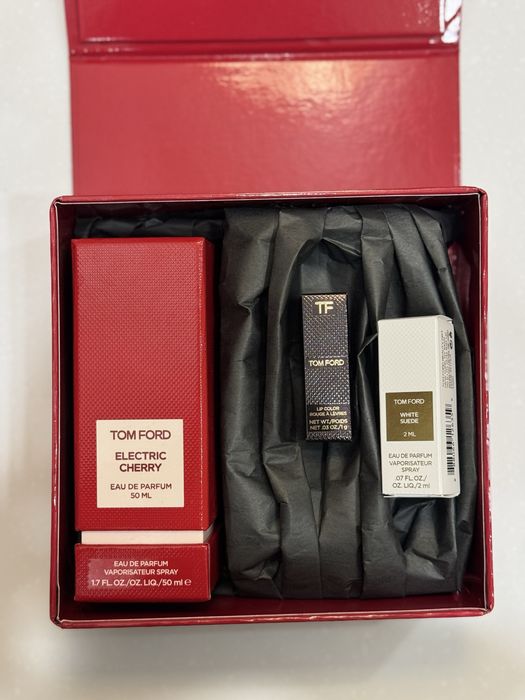 TOM FORD
ELECTRIC
CHERRY
EAU DE PARFUM
50 ML
EAU DE PARFUM
VAPORISATEUR SPRAY
1.7 FL.OZ./OZ. LIQ./50 ml e
TF
TOM FORD
LIP COLOR
ROUGE À LÈVRES
NET WT./POIDS
NET .03 OZ./1g
TOM FORD
WHITE
SUEDE
2 ML
EAU DE PARFUM
VAPORISATEUR
SPRAY
.07 FL.OZ./
OZ. LIQ./2 ml